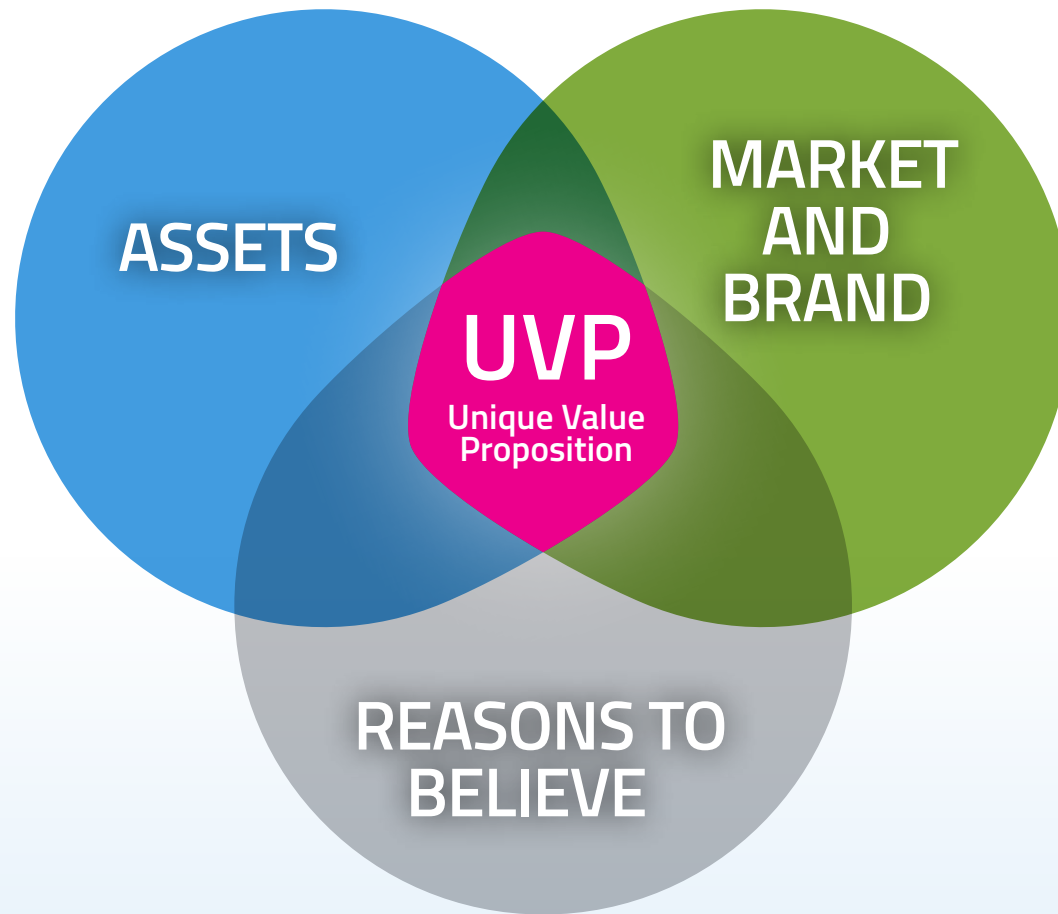 ASSETS
MARKET
AND
BRAND
UVP
Unique Value
Proposition
REASONS TO
BELIEVE